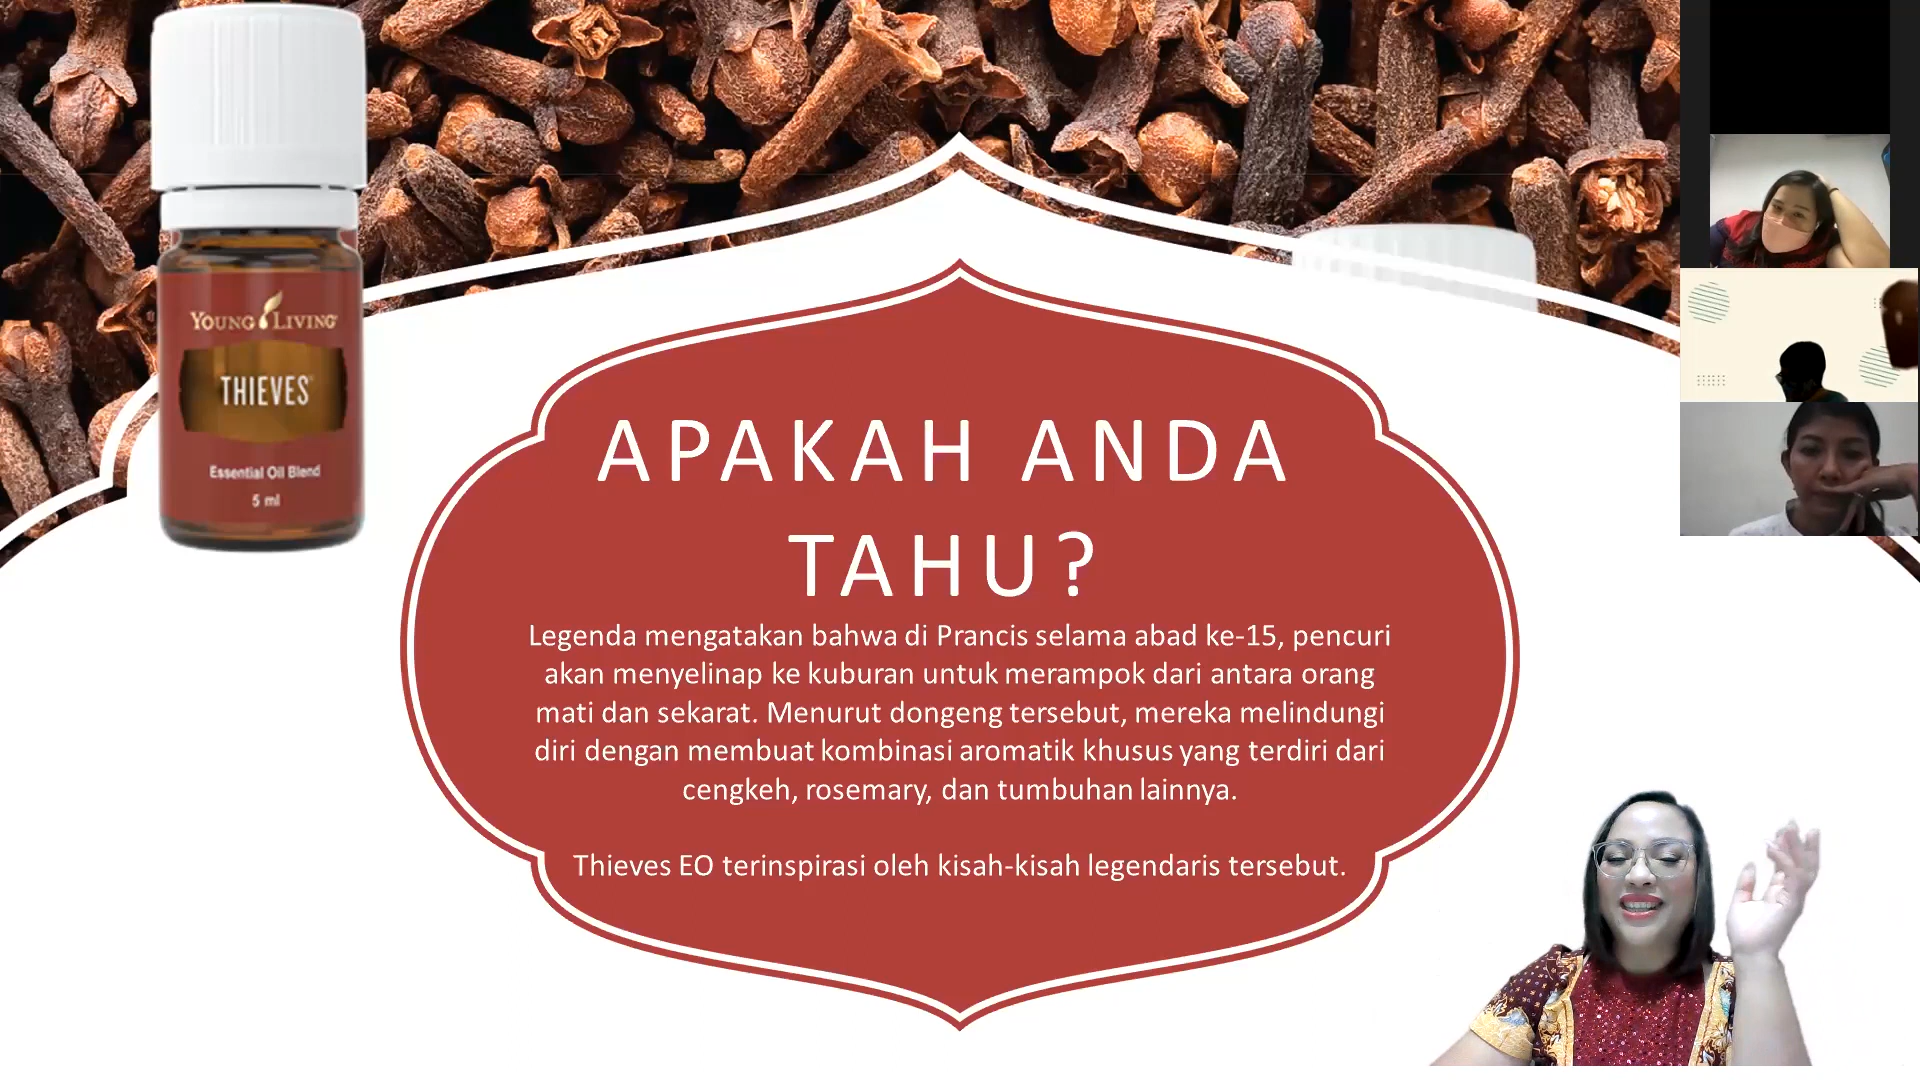 YOUNG LIVING
THIEVES
Essential Oil Blend
5 ml
APAKAH ANDA
TAHU?
Legenda mengatakan bahwa di Prancis selama abad ke-15, pencuri
akan menyelinap ke kuburan untuk merampok dari antara orang
mati dan sekarat. Menurut dongeng tersebut, mereka melindungi
diri dengan membuat kombinasi aromatik khusus yang terdiri dari
cengkeh, rosemary, dan tumbuhan lainnya.
Thieves EO terinspirasi oleh kisah-kisah legendaris tersebut.